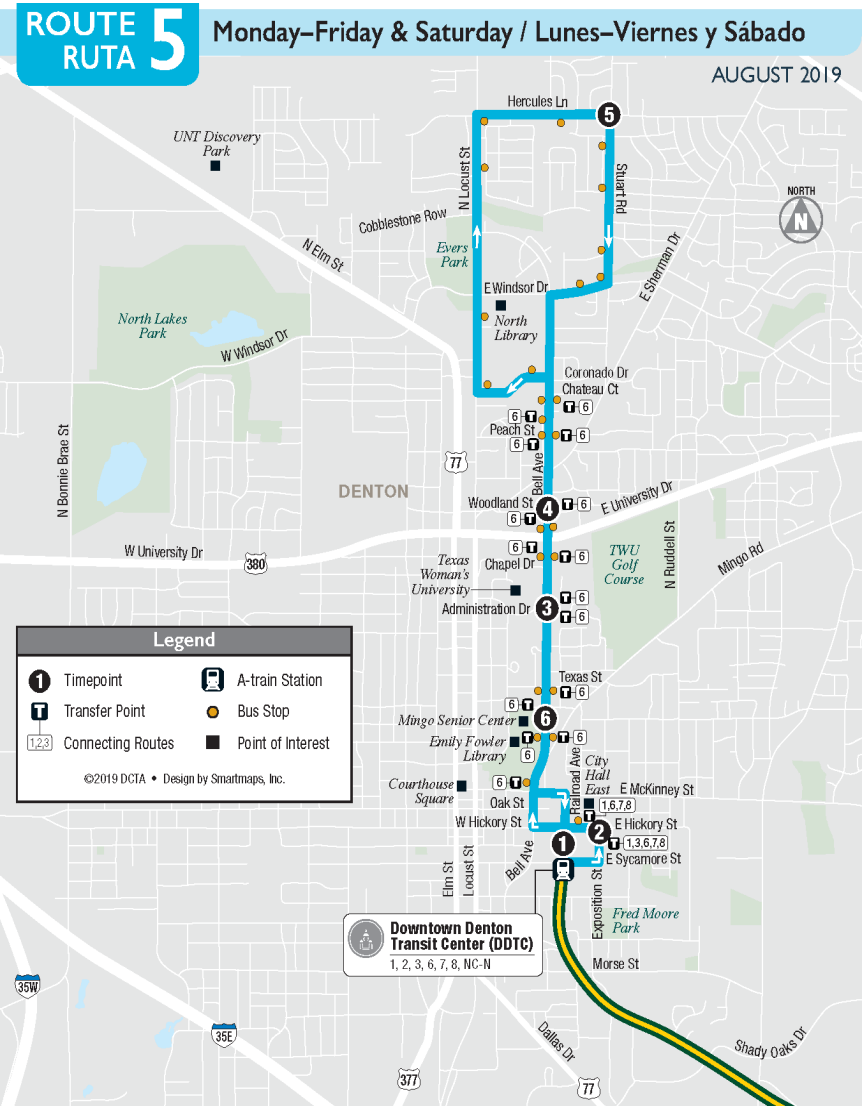 ROUTE
RUTA
5
Monday–Friday & Saturday / Lunes–Viernes y Sábado
AUGUST 2019
Hercules Ln
5
UNT Discovery
Park
N Locust St
Stuart Rd
NORTH
N
Cobblestone Row
N Elm St
Evers
Park
E Sherman Dr
E Windsor Dr
North
Library
North Lakes
Park
W Windsor Dr
Coronado Dr
Chateau Ct
T 6
6 T
Peach St
T 6
6 T
N Bonnie Brae St
77
Bell Ave
DENTON
Woodland St
4
T 6
E University Dr
6 T
W University Dr
380
6 T
Chapel Dr
T 6
TWU
Golf
Course
N Ruddell St
Mingo Rd
Texas
Woman's
University
T 6
Administration Dr
3
T 6
Legend
1 Timepoint
A-train Station
T Transfer Point
Bus Stop
1,2,3 Connecting Routes
Point of Interest
©2019 DCTA • Design by Smartmaps, Inc.
Texas St
T 6
6 T
Mingo Senior Center
6
Emily Fowler
Library
T
6
T 6
Railroad Ave
City
Hall
East
Courthouse
Square
6 T
E McKinney St
Oak St
1,6,7,8
T
W Hickory St
2
E Hickory St
1
T 1,3,6,7,8
E Sycamore St
Bell Ave
Elm St
Locust St
Exposition St
Fred Moore
Park
Downtown Denton
Transit Center (DDTC)
1, 2, 3, 6, 7, 8, NC-N
Morse St
35W
35E
Dallas Dr
Shady Oaks Dr
377
77